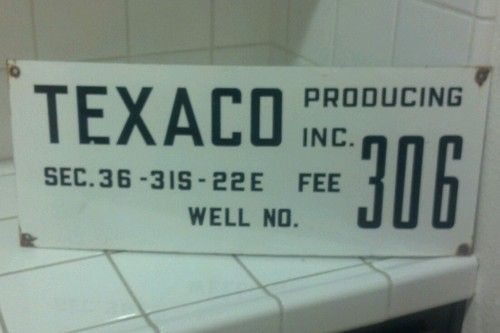 TEXACO PRODUCING INC.
SEC. 36 - 31S - 22E FEE
WELL NO. 306